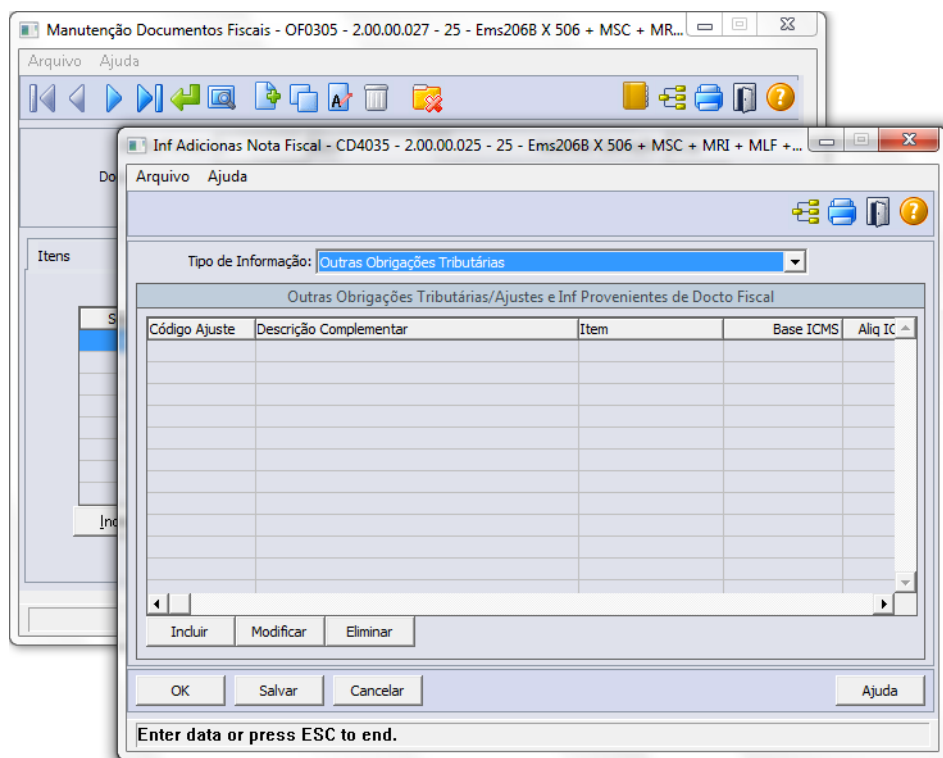 Manutenção Documentos Fiscais - OF0305 - 2.00.00.027 - 25 - Ems206B X 506 + MSC + MR...
Arquivo Ajuda
Do
Itens
S
Inc
Inf Adicionas Nota Fiscal - CD4035 - 2.00.00.025 - 25 - Ems206B X 506 + MSC + MRI + MLF +...
Arquivo Ajuda
Tipo de Informação: Outras Obrigações Tributárias
Outras Obrigações Tributárias/Ajustes e Inf Provenientes de Docto Fiscal
Código Ajuste Descrição Complementar Item Base ICMS Aliq IC
Incluir Modificar Eliminar
OK Salvar Cancelar Ajuda
Enter data or press ESC to end.